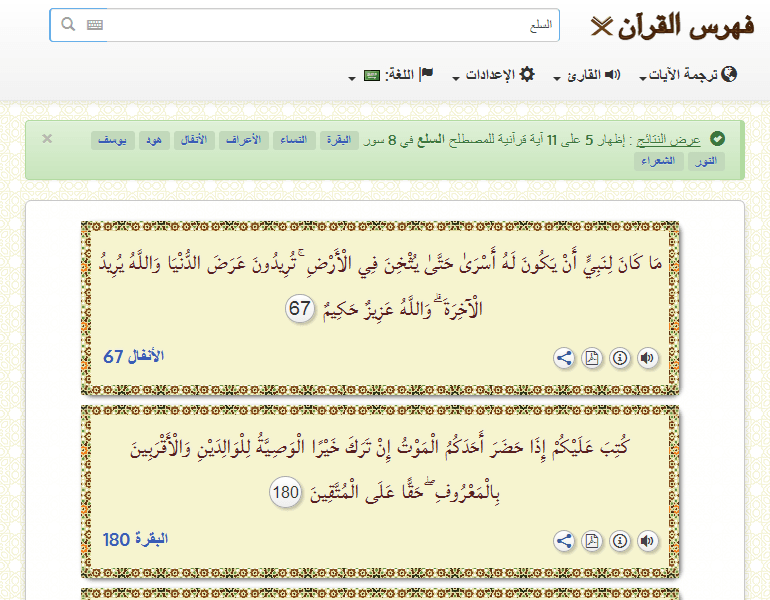 فهرس القرآن
السلع
ترجمة الآيات
القارئ
الإعدادات
اللغة:
عرض النتائج : إظهار 5 على 11 آية قرآنية للمصطلح السلع في 8 سور البقرة النساء الأعراف الأنفال هود يوسف
النور الشعراء
مَا كَانَ لِنَبِيٍّ أَنْ يَكُونَ لَهُ أَسْرَىٰ حَتَّىٰ يُثْخِنَ فِي الْأَرْضِ ۚ تُرِيدُونَ عَرَضَ الدُّنْيَا وَاللَّهُ يُرِيدُ
الْآخِرَةَ ۗ وَاللَّهُ عَزِيزٌ حَكِيمٌ 67
الأنفال 67
كُتِبَ عَلَيْكُمْ إِذَا حَضَرَ أَحَدَكُمُ الْمَوْتُ إِنْ تَرَكَ خَيْرًا الْوَصِيَّةُ لِلْوَالِدَيْنِ وَالْأَقْرَبِينَ
بِالْمَعْرُوفِ ۖ حَقًّا عَلَى الْمُتَّقِينَ 180
البقرة 180